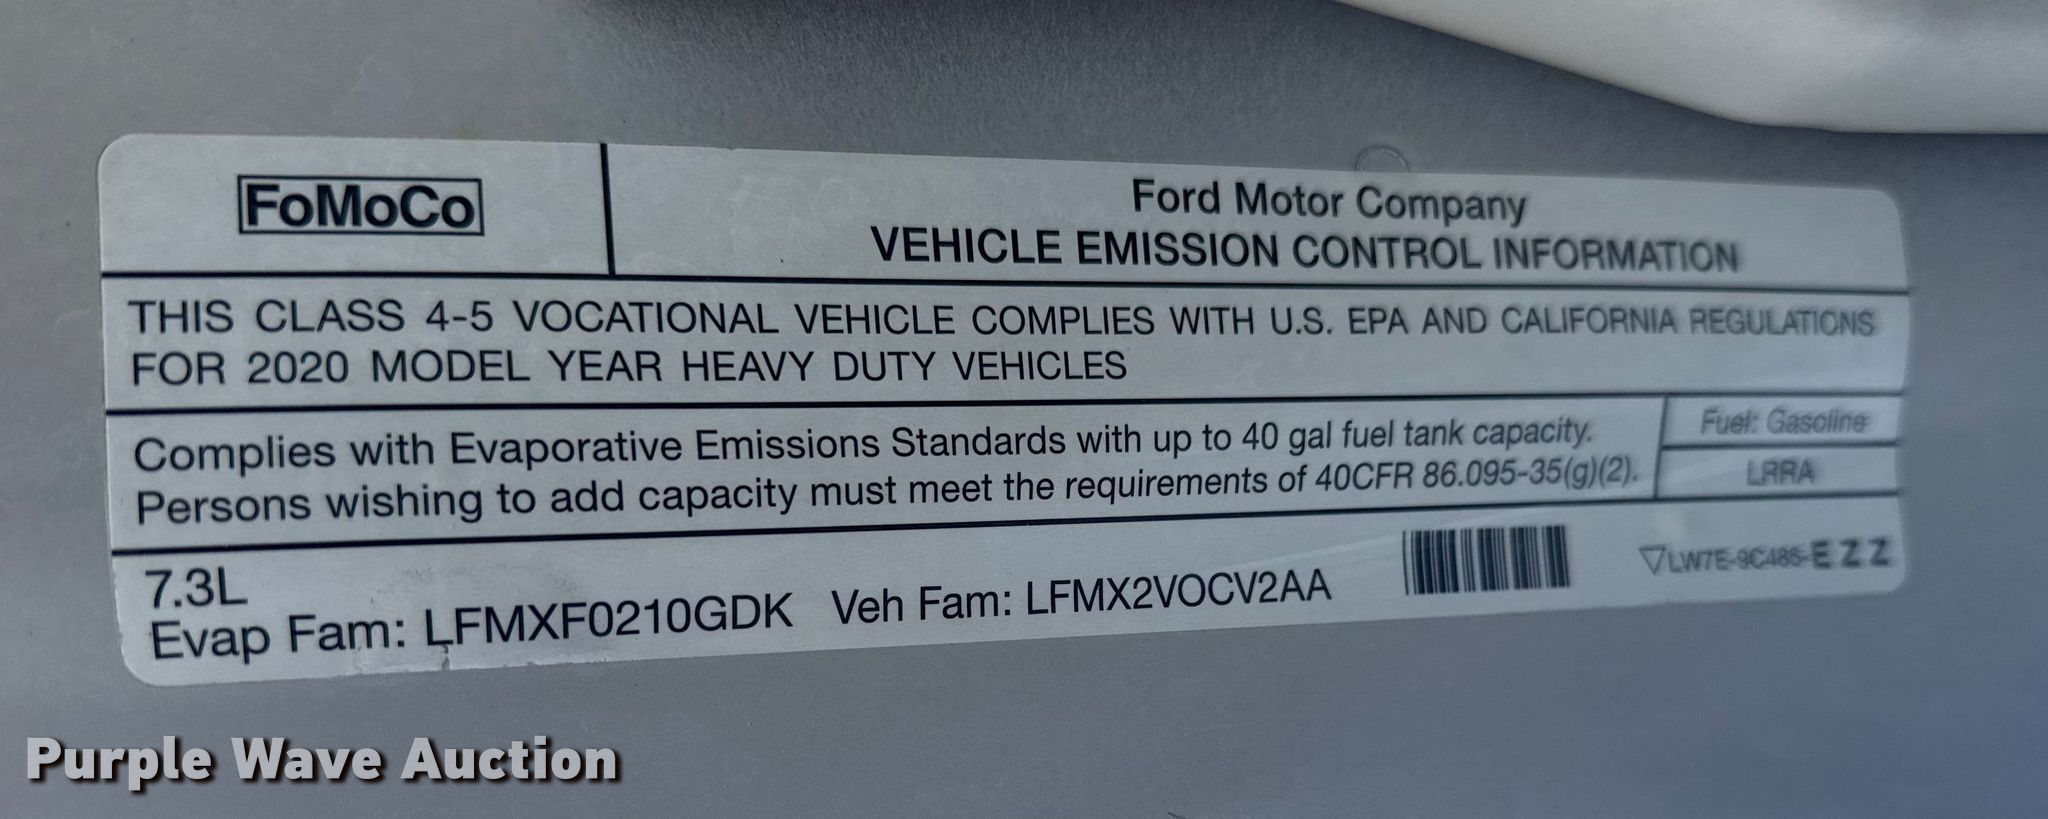 FoMoCo
Ford Motor Company
VEHICLE EMISSION CONTROL INFORMATION
THIS CLASS 4-5 VOCATIONAL VEHICLE COMPLIES WITH U.S. EPA AND CALIFORNIA REGULATIONS
FOR 2020 MODEL YEAR HEAVY DUTY VEHICLES
Complies with Evaporative Emissions Standards with up to 40 gal fuel tank capacity.
Persons wishing to add capacity must meet the requirements of 40CFR 86.095-35(g)(2).
Fuel: Gasoline
LRRA
7.3L
Evap Fam: LFMXF0210GDK Veh Fam: LFMX2VOCV2AA
▽LW7E-9C485-EZZ
Purple Wave Auction